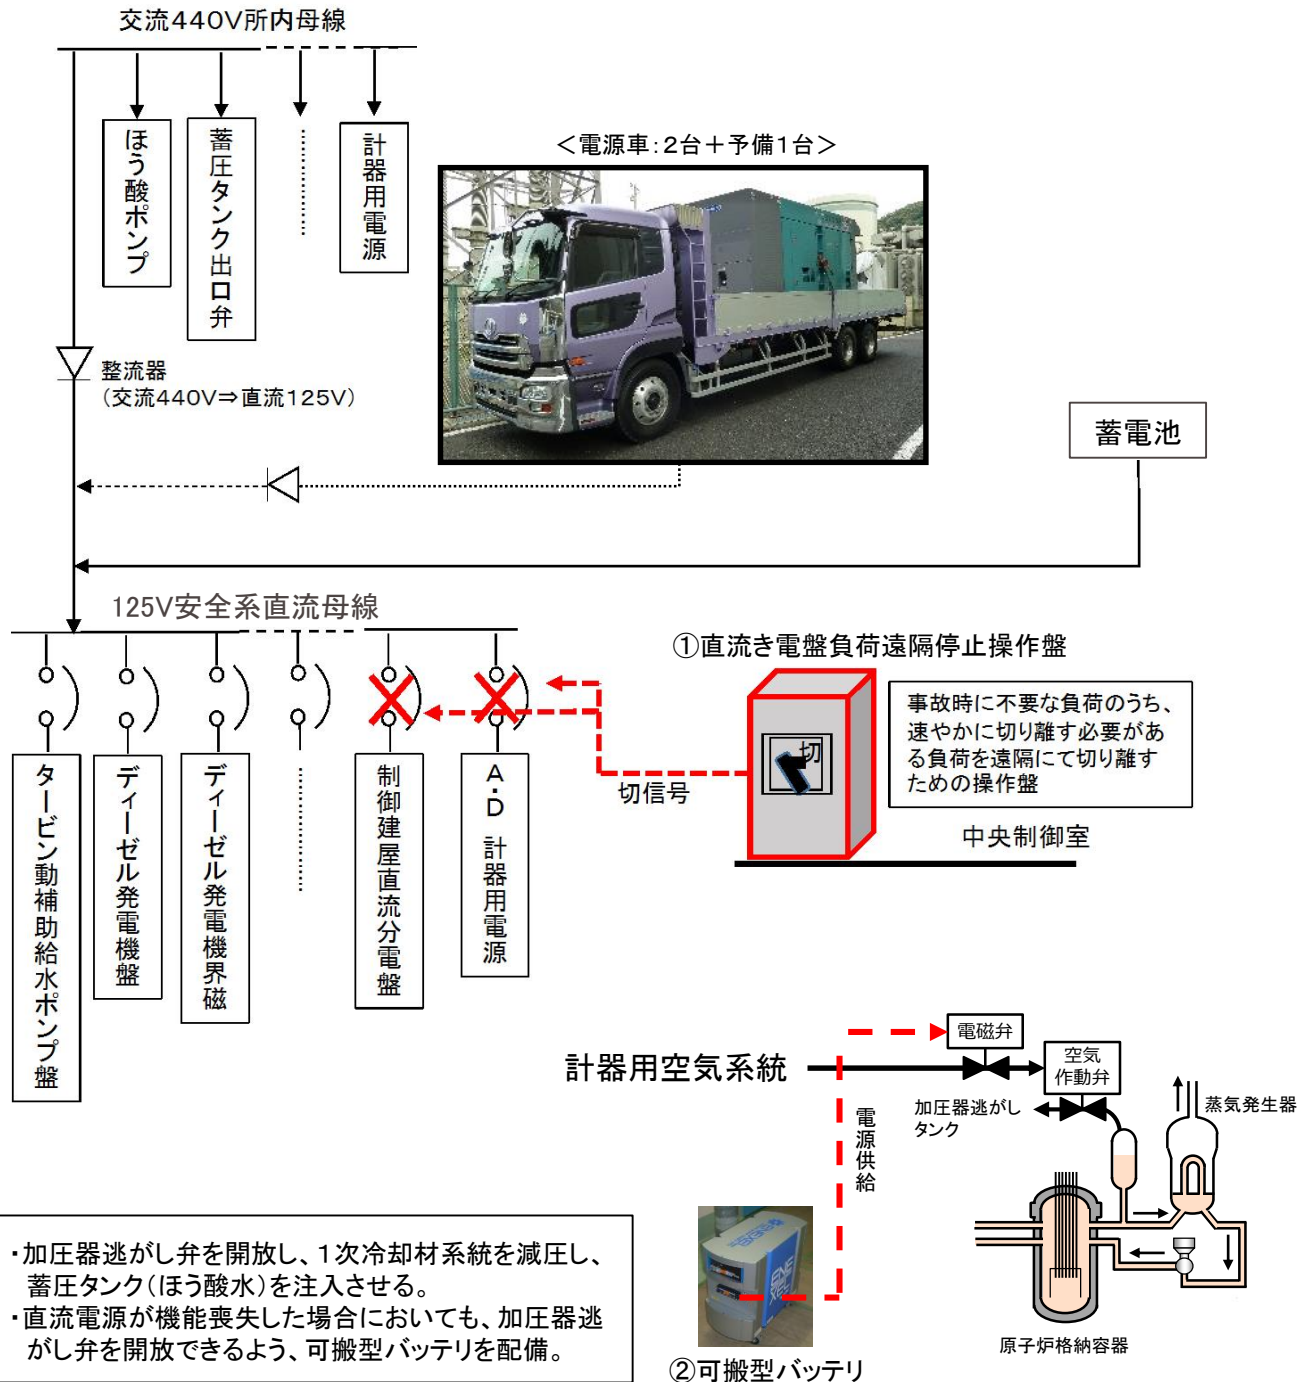 交流440V所内母線
ほう酸ポンプ
蓄圧タンク出口弁
計器用電源
＜電源車：2台＋予備1台＞
整流器
（交流440V⇒直流125V）
蓄電池
125V安全系直流母線
①直流き電盤負荷遠隔停止操作盤
事故時に不要な負荷のうち、
速やかに切り離す必要があ
る負荷を遠隔にて切り離す
ための操作盤
切
切信号
中央制御室
タービン動補助給水ポンプ盤
ディーゼル発電機盤
ディーゼル発電機界磁
制御建屋直流分電盤
A・D 計器用電源
電磁弁
計器用空気系統
空気
作動弁
加圧器逃がし
タンク
蒸気発生器
電源供給
・加圧器逃がし弁を開放し、１次冷却材系統を減圧し、
蓄圧タンク（ほう酸水）を注入させる。
・直流電源が機能喪失した場合においても、加圧器逃
がし弁を開放できるよう、可搬型バッテリを配備。
原子炉格納容器
②可搬型バッテリ